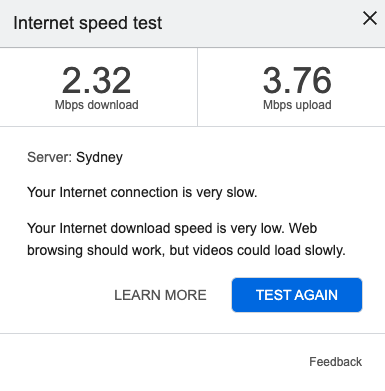 Internet speed test
2.32
Mbps download
3.76
Mbps upload
Server: Sydney
Your Internet connection is very slow.
Your Internet download speed is very low. Web
browsing should work, but videos could load slowly.
LEARN MORE
TEST AGAIN
Feedback